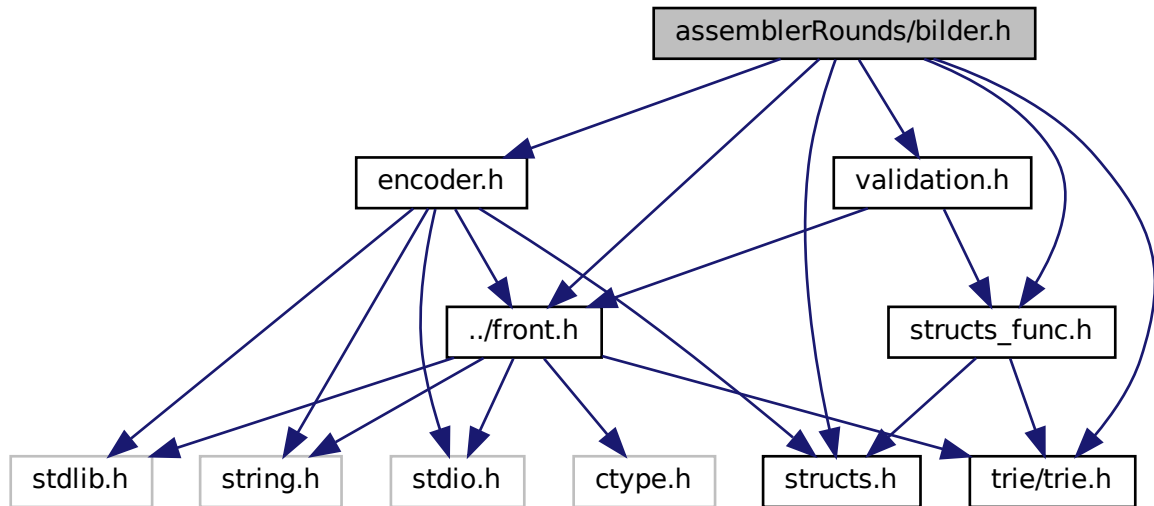 assemblerRounds/bilder.h
encoder.h
validation.h
../front.h
structs_func.h
stdlib.h
string.h
stdio.h
ctype.h
structs.h
trie/trie.h